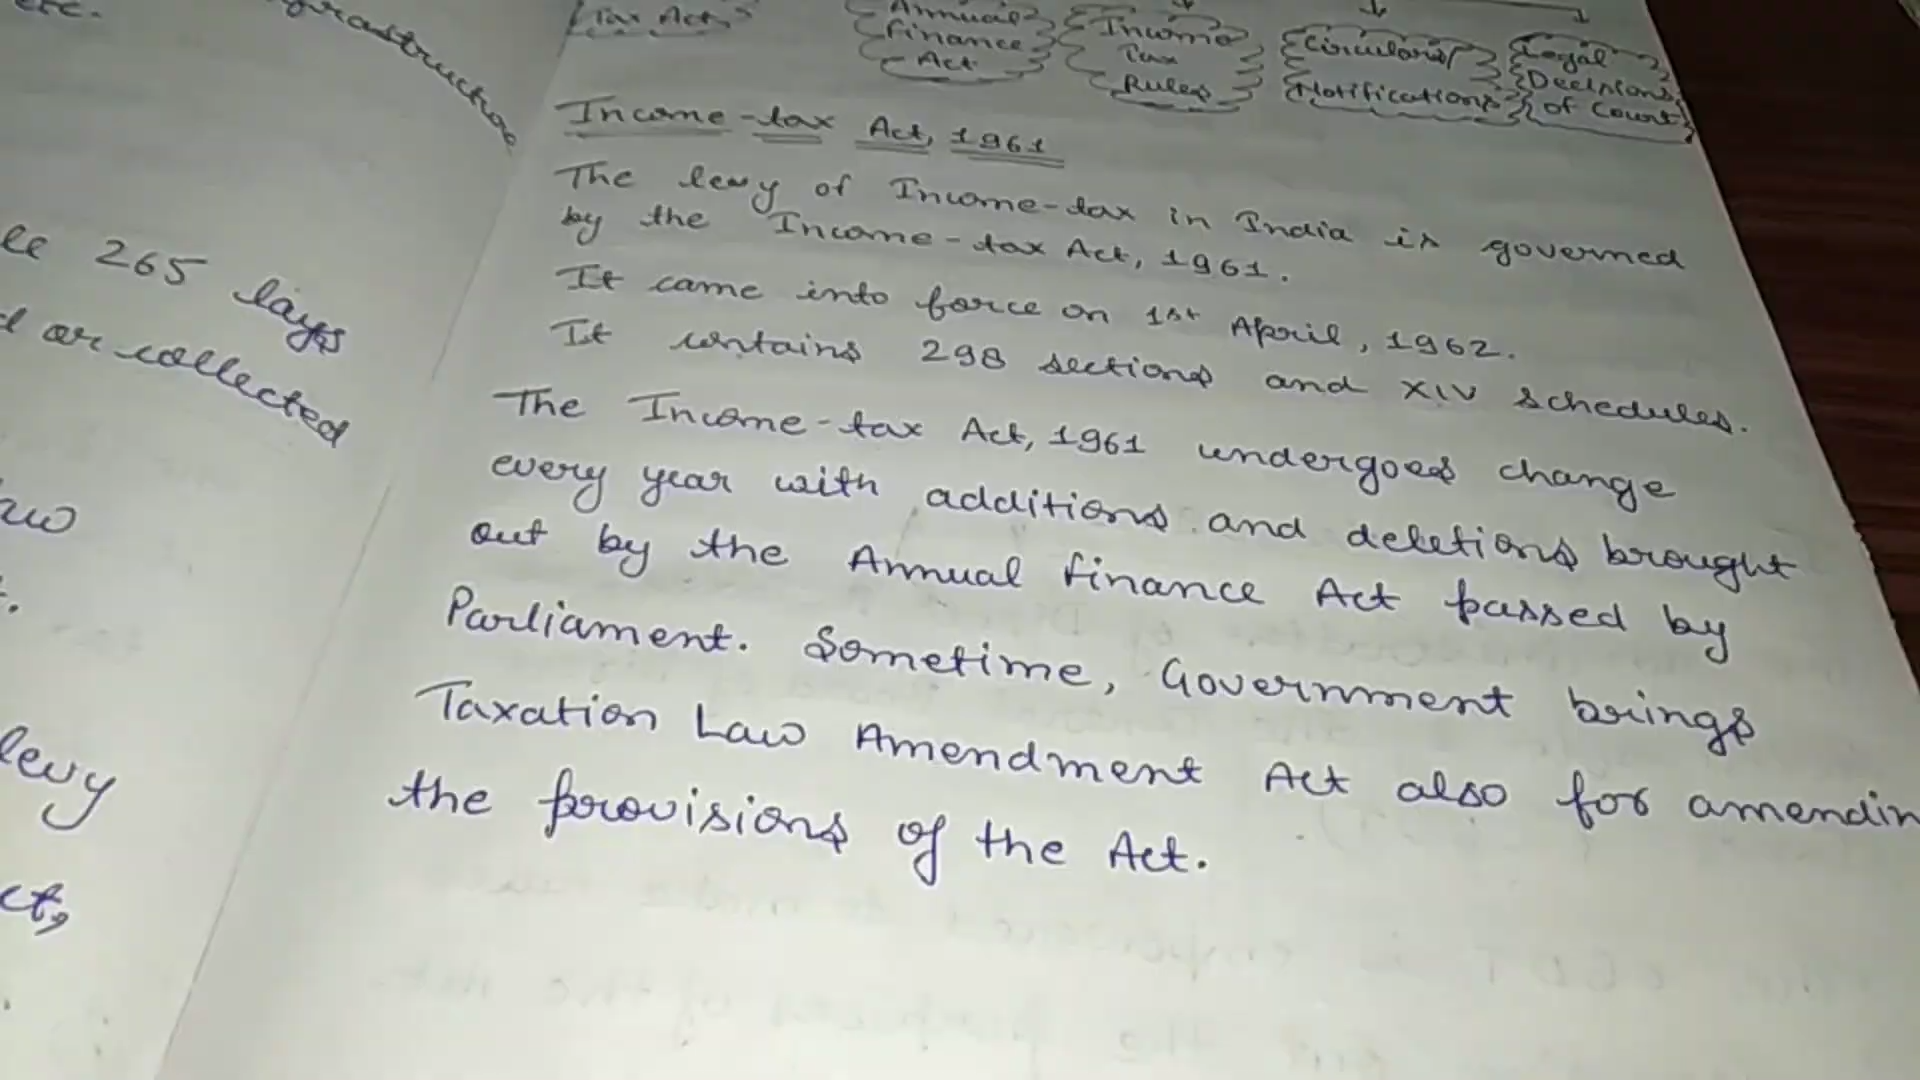 etc.
ee 265 lays
d or collected
levy
Tax Act,
Annual
Finance
Act
Income
Tax
Rules
Circulars/
Notifications
Legal
Decisions
of Court
Income-tax Act, 1961
The levy of Income-tax in India is governed
by the Income-tax Act, 1961.
It came into force on 1st April, 1962.
It contains 298 sections and XIV schedules.
The Income-tax Act, 1961 undergoes change
every year with additions and deletions brought
out by the Annual Finance Act passed by
Parliament. Sometime, Government brings
Taxation Law Amendment Act also for amendin
the provisions of the Act.